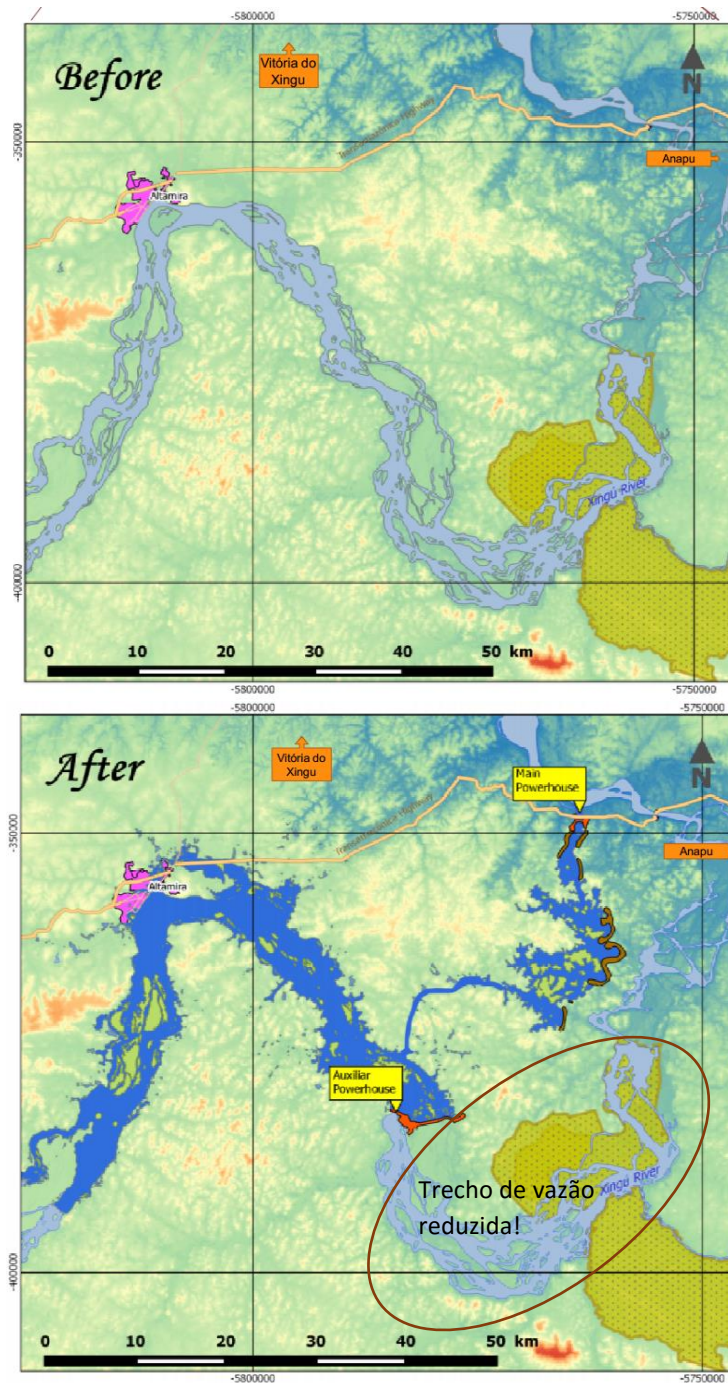 -5800000
-5750000
Before
Vitória do
Xingu
N
Transamazônica Highway
-350000
Anapu
Altamira
Xingu River
-400000
0 10 20 30 40 50 km
-5800000
-5750000
-5800000
-5750000
After
Vitória do
Xingu
Main
Powerhouse
N
Transamazônica Highway
-350000
Anapu
Altamira
Auxiliar
Powerhouse
Trecho de vazão
reduzida!
Xingu River
-400000
0 10 20 30 40 50 km
-5800000
-5750000